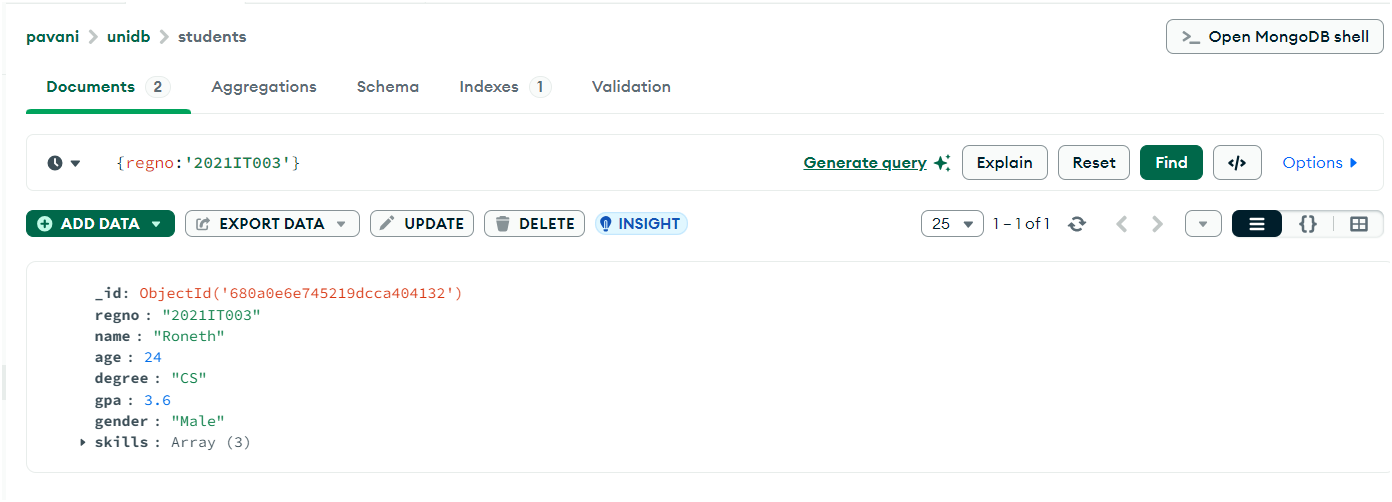 pavani > unidb > students
>_ Open MongoDB shell
Documents 2 Aggregations Schema Indexes 1 Validation
{regno:'2021IT003'} Generate query Explain Reset Find </> Options
ADD DATA EXPORT DATA UPDATE DELETE INSIGHT 25 1 – 1 of 1 {}
_id: ObjectId('680a0e6e745219dcca404132')
regno : "2021IT003"
name : "Roneth"
age : 24
degree : "CS"
gpa : 3.6
gender : "Male"
skills : Array (3)